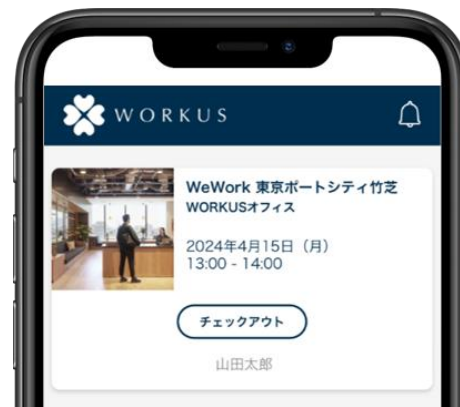 WORKUS
WeWork 東京ポートシティ竹芝
WORKUSオフィス
2024年4月15日（月）
13:00 - 14:00
チェックアウト
山田太郎